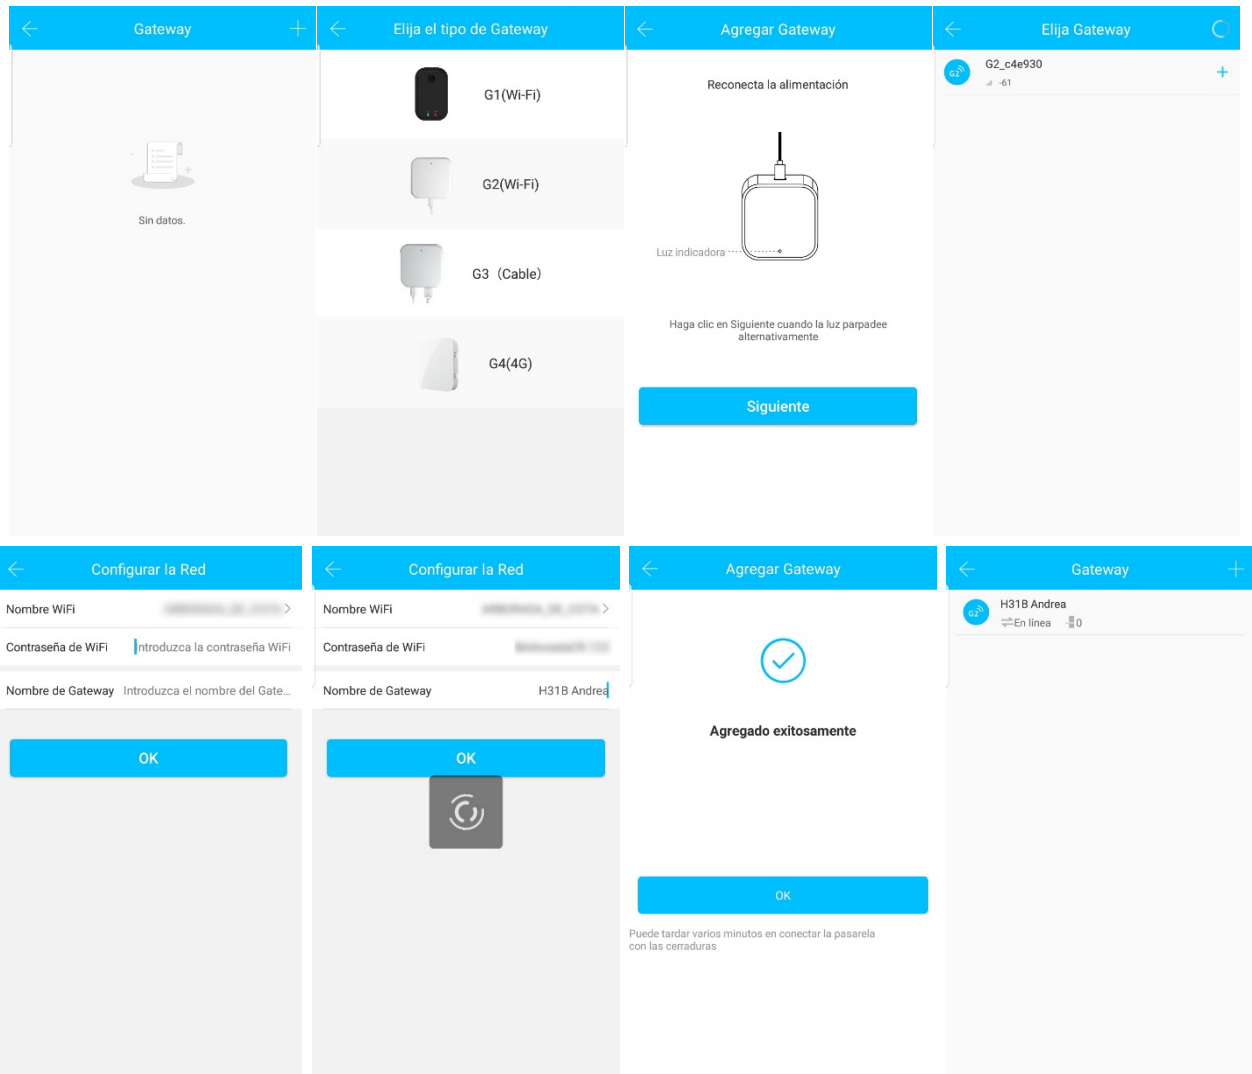 Gateway
Sin datos.
Elija el tipo de Gateway
G1(Wi-Fi)
G2(Wi-Fi)
G3 (Cable)
G4(4G)
Agregar Gateway
Reconecta la alimentación
Luz indicadora
Haga clic en Siguiente cuando la luz parpadee
alternativamente
Siguiente
Elija Gateway
G2
G2_c4e930
-61
Configurar la Red
Nombre WiFi
Contraseña de WiFi
Introduzca la contraseña WiFi
Nombre de Gateway Introduzca el nombre del Gate...
OK
Configurar la Red
Nombre WiFi
Contraseña de WiFi
Nombre de Gateway H31B Andrea
OK
Agregar Gateway
Agregado exitosamente
OK
Puede tardar varios minutos en conectar la pasarela
con las cerraduras
Gateway
G2
H31B Andrea
En línea 0